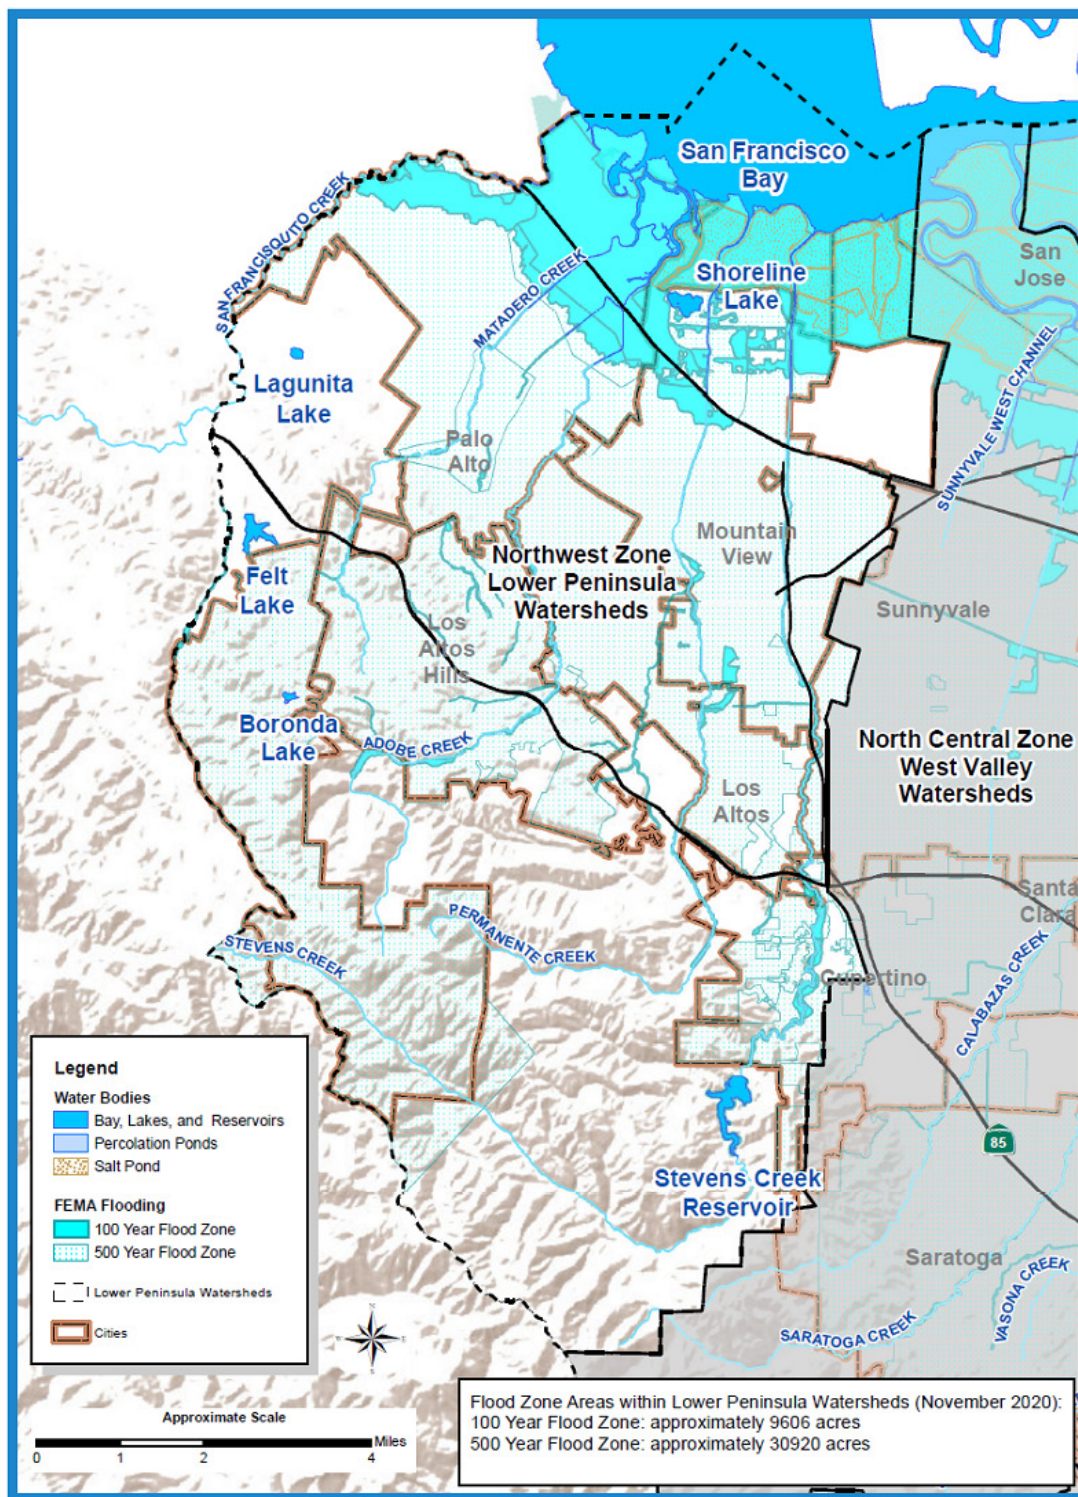 San Francisco
Bay
SAN FRANCISQUITO CREEK
MATADERO CREEK
Shoreline
Lake
San
Jose
SUNNYVALE WEST CHANNEL
Lagunita
Lake
Palo
Alto
Mountain
View
Northwest Zone
Lower Peninsula
Watersheds
Felt
Lake
Sunnyvale
Los
Altos
Hills
Boronda
Lake
ADOBE CREEK
North Central Zone
West Valley
Watersheds
Los
Altos
Santa
Clara
PERMANENTE CREEK
STEVENS CREEK
Cupertino
CALABAZAS CREEK
85
Stevens Creek
Reservoir
Saratoga
VASONA CREEK
SARATOGA CREEK
Legend
Water Bodies
Bay, Lakes, and Reservoirs
Percolation Ponds
Salt Pond
FEMA Flooding
100 Year Flood Zone
500 Year Flood Zone
Lower Peninsula Watersheds
Cities
N
E
S
W
Approximate Scale
Miles
0 1 2 4
Flood Zone Areas within Lower Peninsula Watersheds (November 2020):
100 Year Flood Zone: approximately 9606 acres
500 Year Flood Zone: approximately 30920 acres